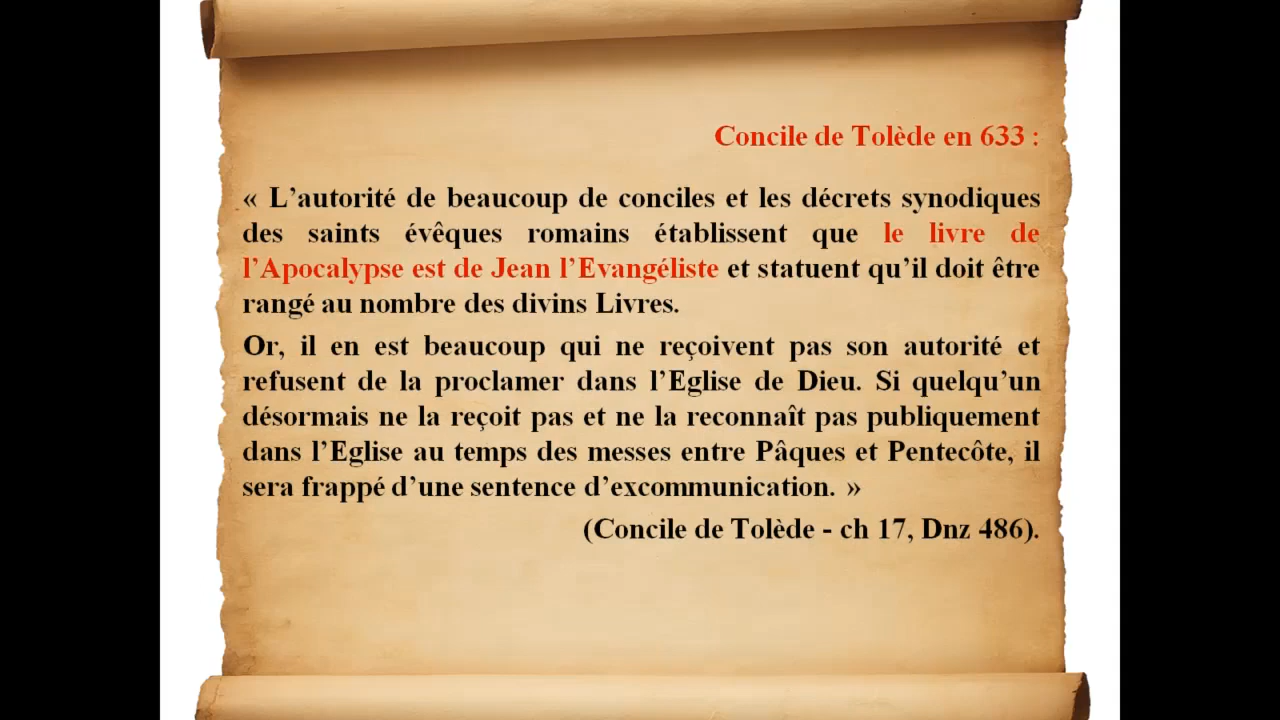 Concile de Tolède en 633 :
« L’autorité de beaucoup de conciles et les décrets synodiques
des saints évêques romains établissent que le livre de
l’Apocalypse est de Jean l’Evangéliste et statuent qu’il doit être
rangé au nombre des divins Livres.
Or, il en est beaucoup qui ne reçoivent pas son autorité et
refusent de la proclamer dans l’Eglise de Dieu. Si quelqu’un
désormais ne la reçoit pas et ne la reconnaît pas publiquement
dans l’Eglise au temps des messes entre Pâques et Pentecôte, il
sera frappé d’une sentence d’excommunication. »
(Concile de Tolède - ch 17, Dnz 486).